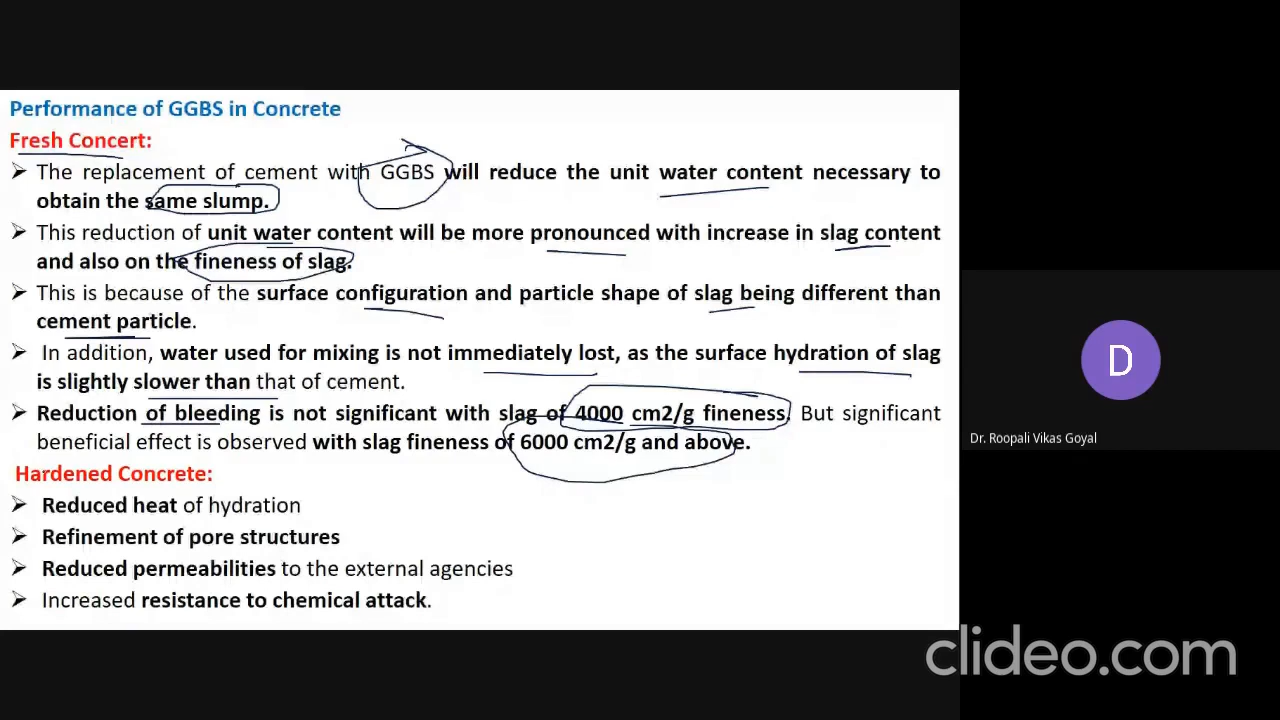 Performance of GGBS in Concrete
Fresh Concert:
➢ The replacement of cement with GGBS will reduce the unit water content necessary to
obtain the same slump.
➢ This reduction of unit water content will be more pronounced with increase in slag content
and also on the fineness of slag.
➢ This is because of the surface configuration and particle shape of slag being different than
cement particle.
➢ In addition, water used for mixing is not immediately lost, as the surface hydration of slag
is slightly slower than that of cement.
➢ Reduction of bleeding is not significant with slag of 4000 cm2/g fineness. But significant
beneficial effect is observed with slag fineness of 6000 cm2/g and above.
Hardened Concrete:
➢ Reduced heat of hydration
➢ Refinement of pore structures
➢ Reduced permeabilities to the external agencies
➢ Increased resistance to chemical attack.
D
Dr. Roopali Vikas Goyal
clideo.com